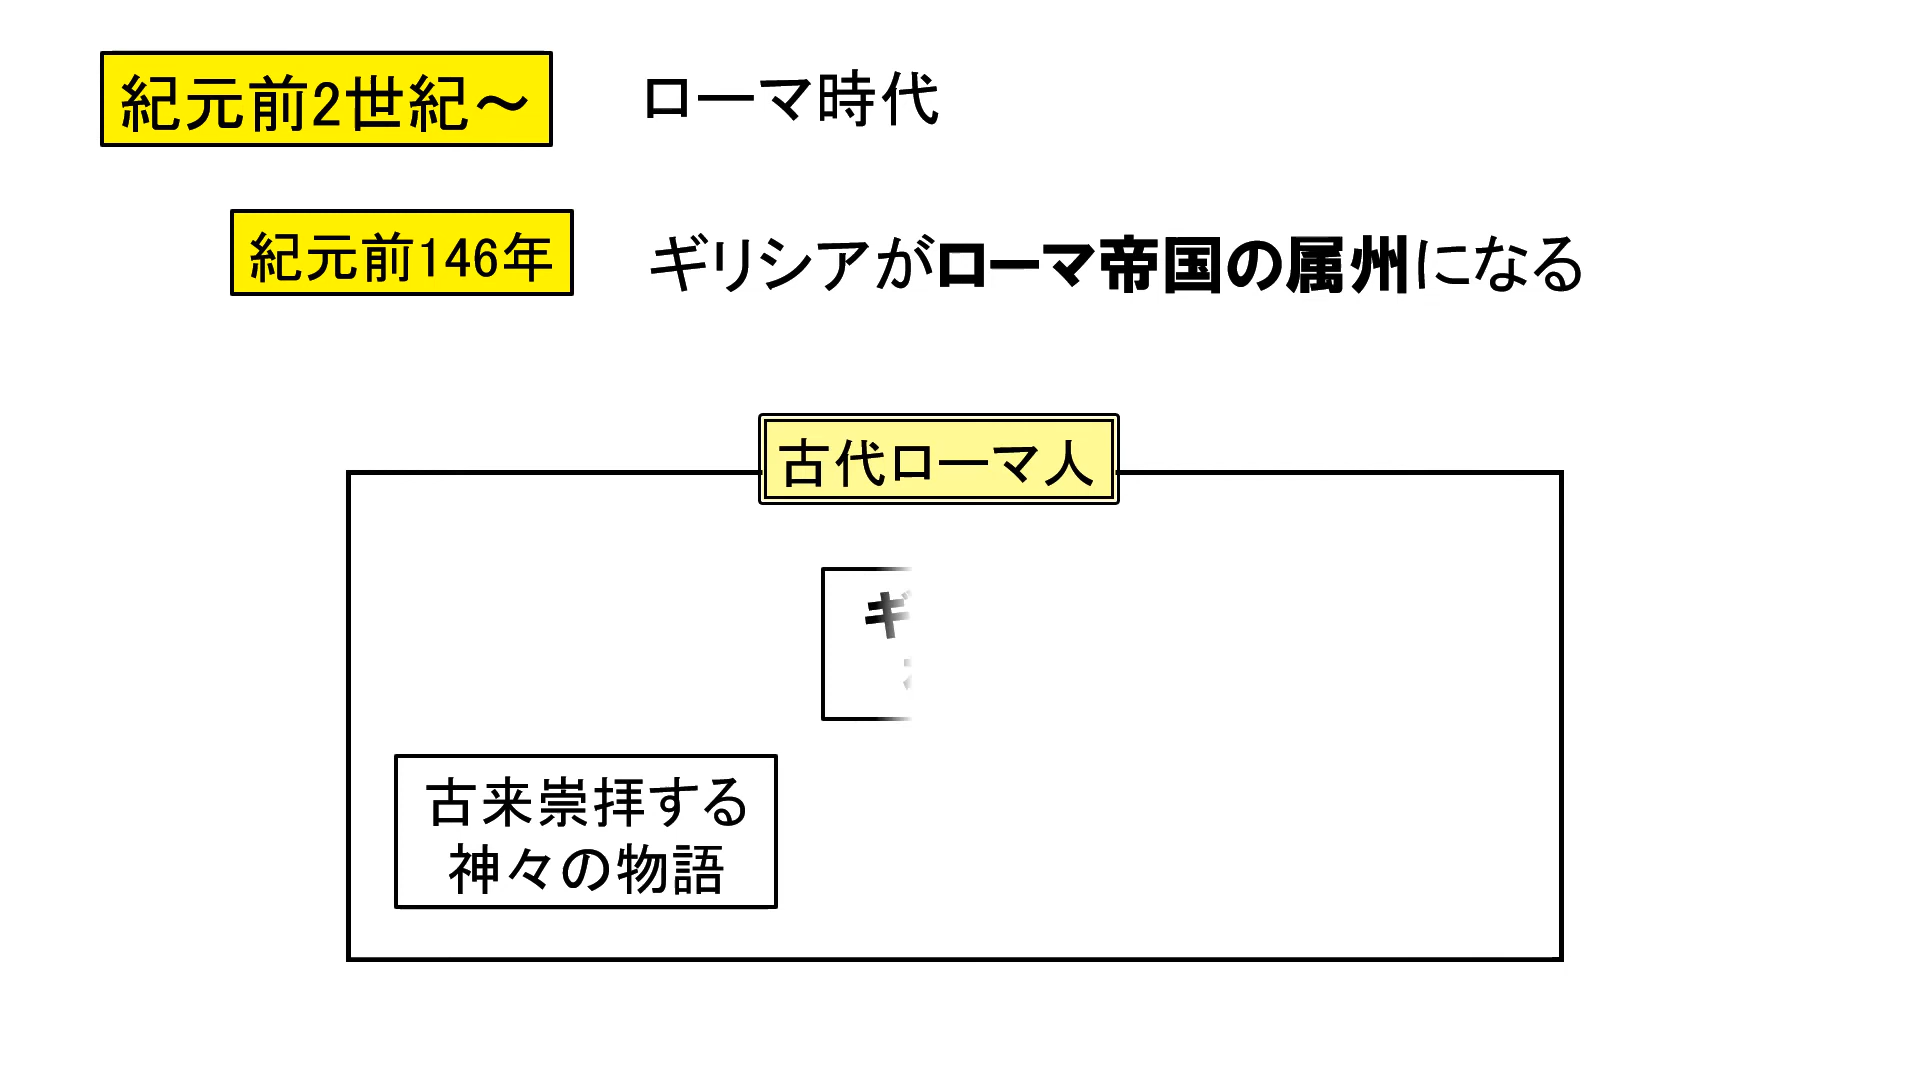 紀元前2世紀～
ローマ時代
紀元前146年
ギリシアがローマ帝国の属州になる
古代ローマ人
ギ
古来崇拝する
神々の物語